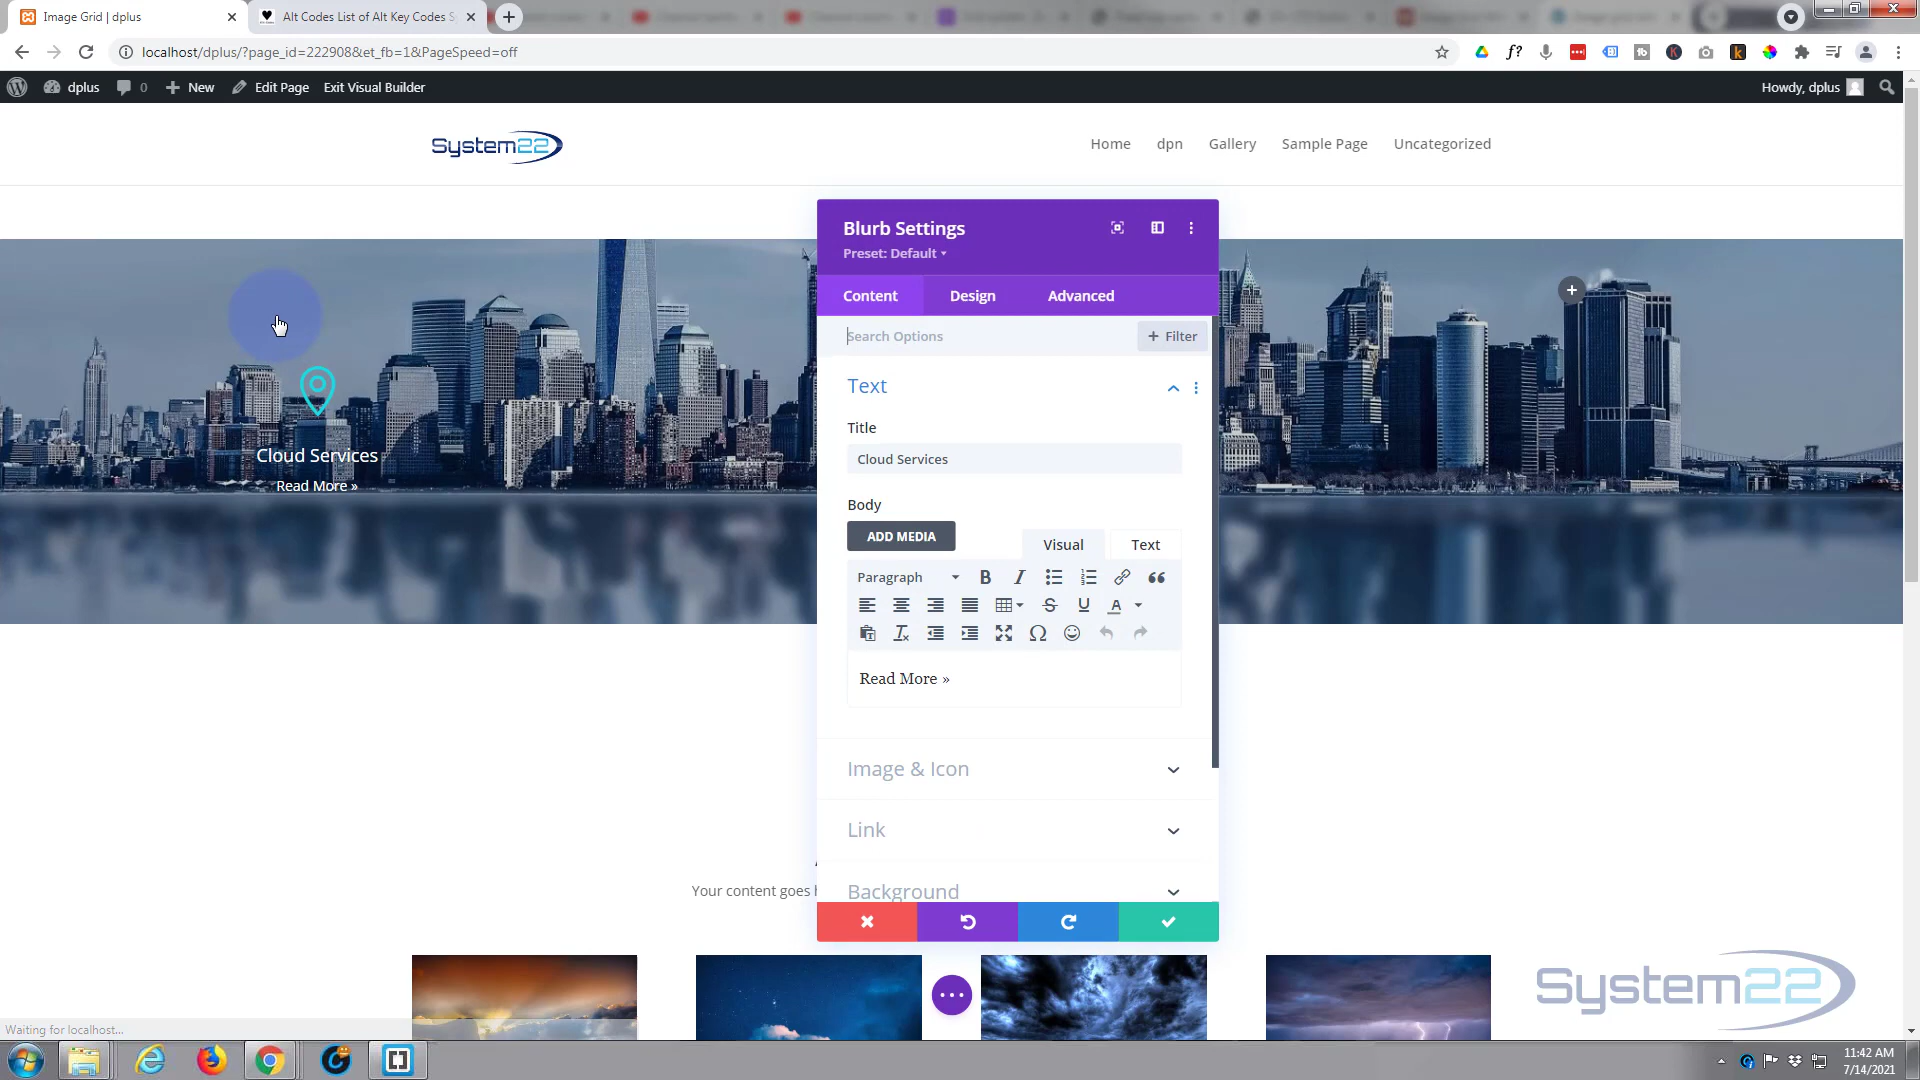 Image Grid | dplus
Alt Codes List of Alt Key Codes S
localhost/dplus/?page_id=222908&et_fb=1&PageSpeed=off
dplus
0
New
Edit Page
Exit Visual Builder
Howdy, dplus
System22
Home
dpn
Gallery
Sample Page
Uncategorized
Blurb Settings
Preset: Default
Content
Design
Advanced
Search Options
+ Filter
Text
Title
Cloud Services
Body
ADD MEDIA
Visual
Text
Paragraph
Read More »
Image & Icon
Link
Background
Cloud Services
Read More »
Your content goes h
System22
Waiting for localhost...
11:42 AM
7/14/2021